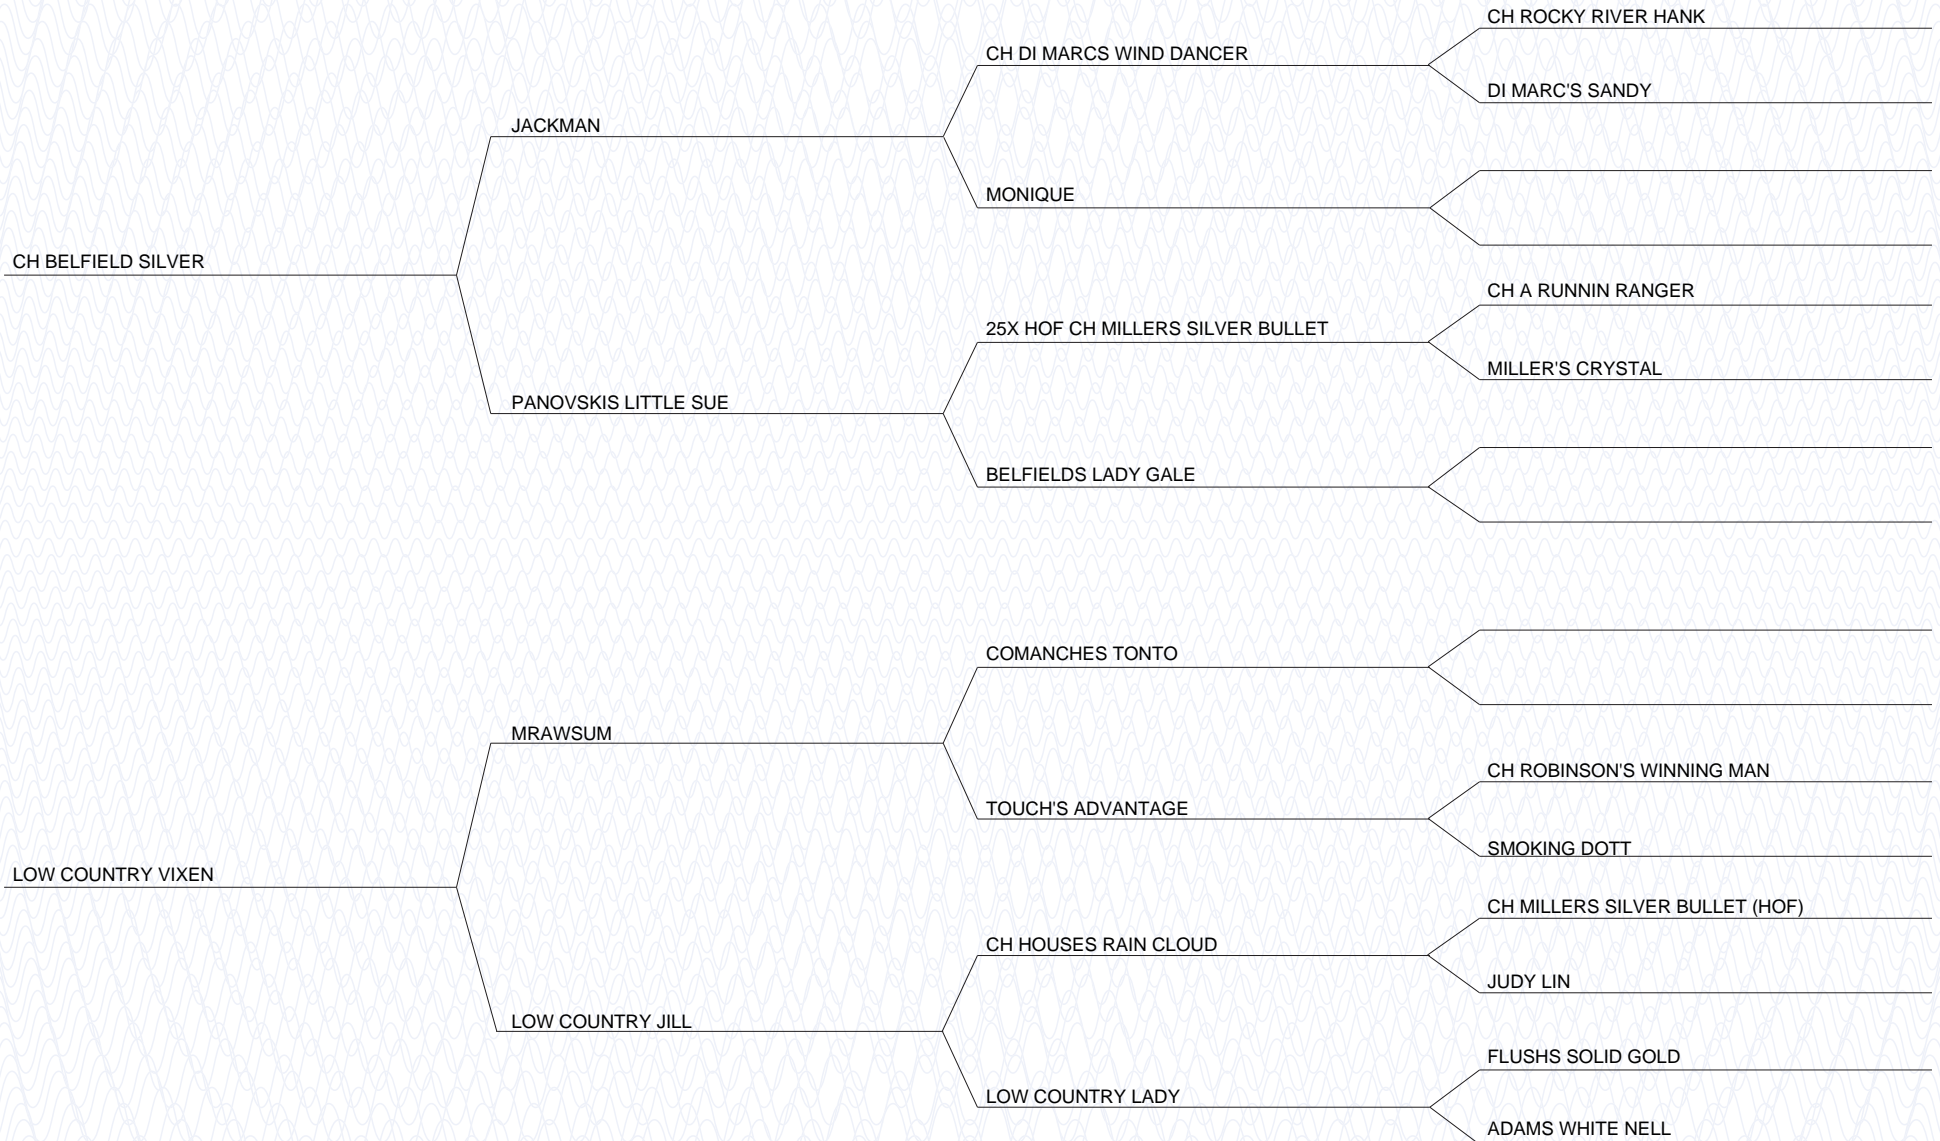 CH ROCKY RIVER HANK
CH DI MARCS WIND DANCER
DI MARC'S SANDY
JACKMAN
MONIQUE
CH BELFIELD SILVER
CH A RUNNIN RANGER
25X HOF CH MILLERS SILVER BULLET
MILLER'S CRYSTAL
PANOVSKIS LITTLE SUE
BELFIELDS LADY GALE
COMANCHES TONTO
MRAWSUM
CH ROBINSON'S WINNING MAN
TOUCH'S ADVANTAGE
SMOKING DOTT
LOW COUNTRY VIXEN
CH MILLERS SILVER BULLET (HOF)
CH HOUSES RAIN CLOUD
JUDY LIN
LOW COUNTRY JILL
FLUSHS SOLID GOLD
LOW COUNTRY LADY
ADAMS WHITE NELL